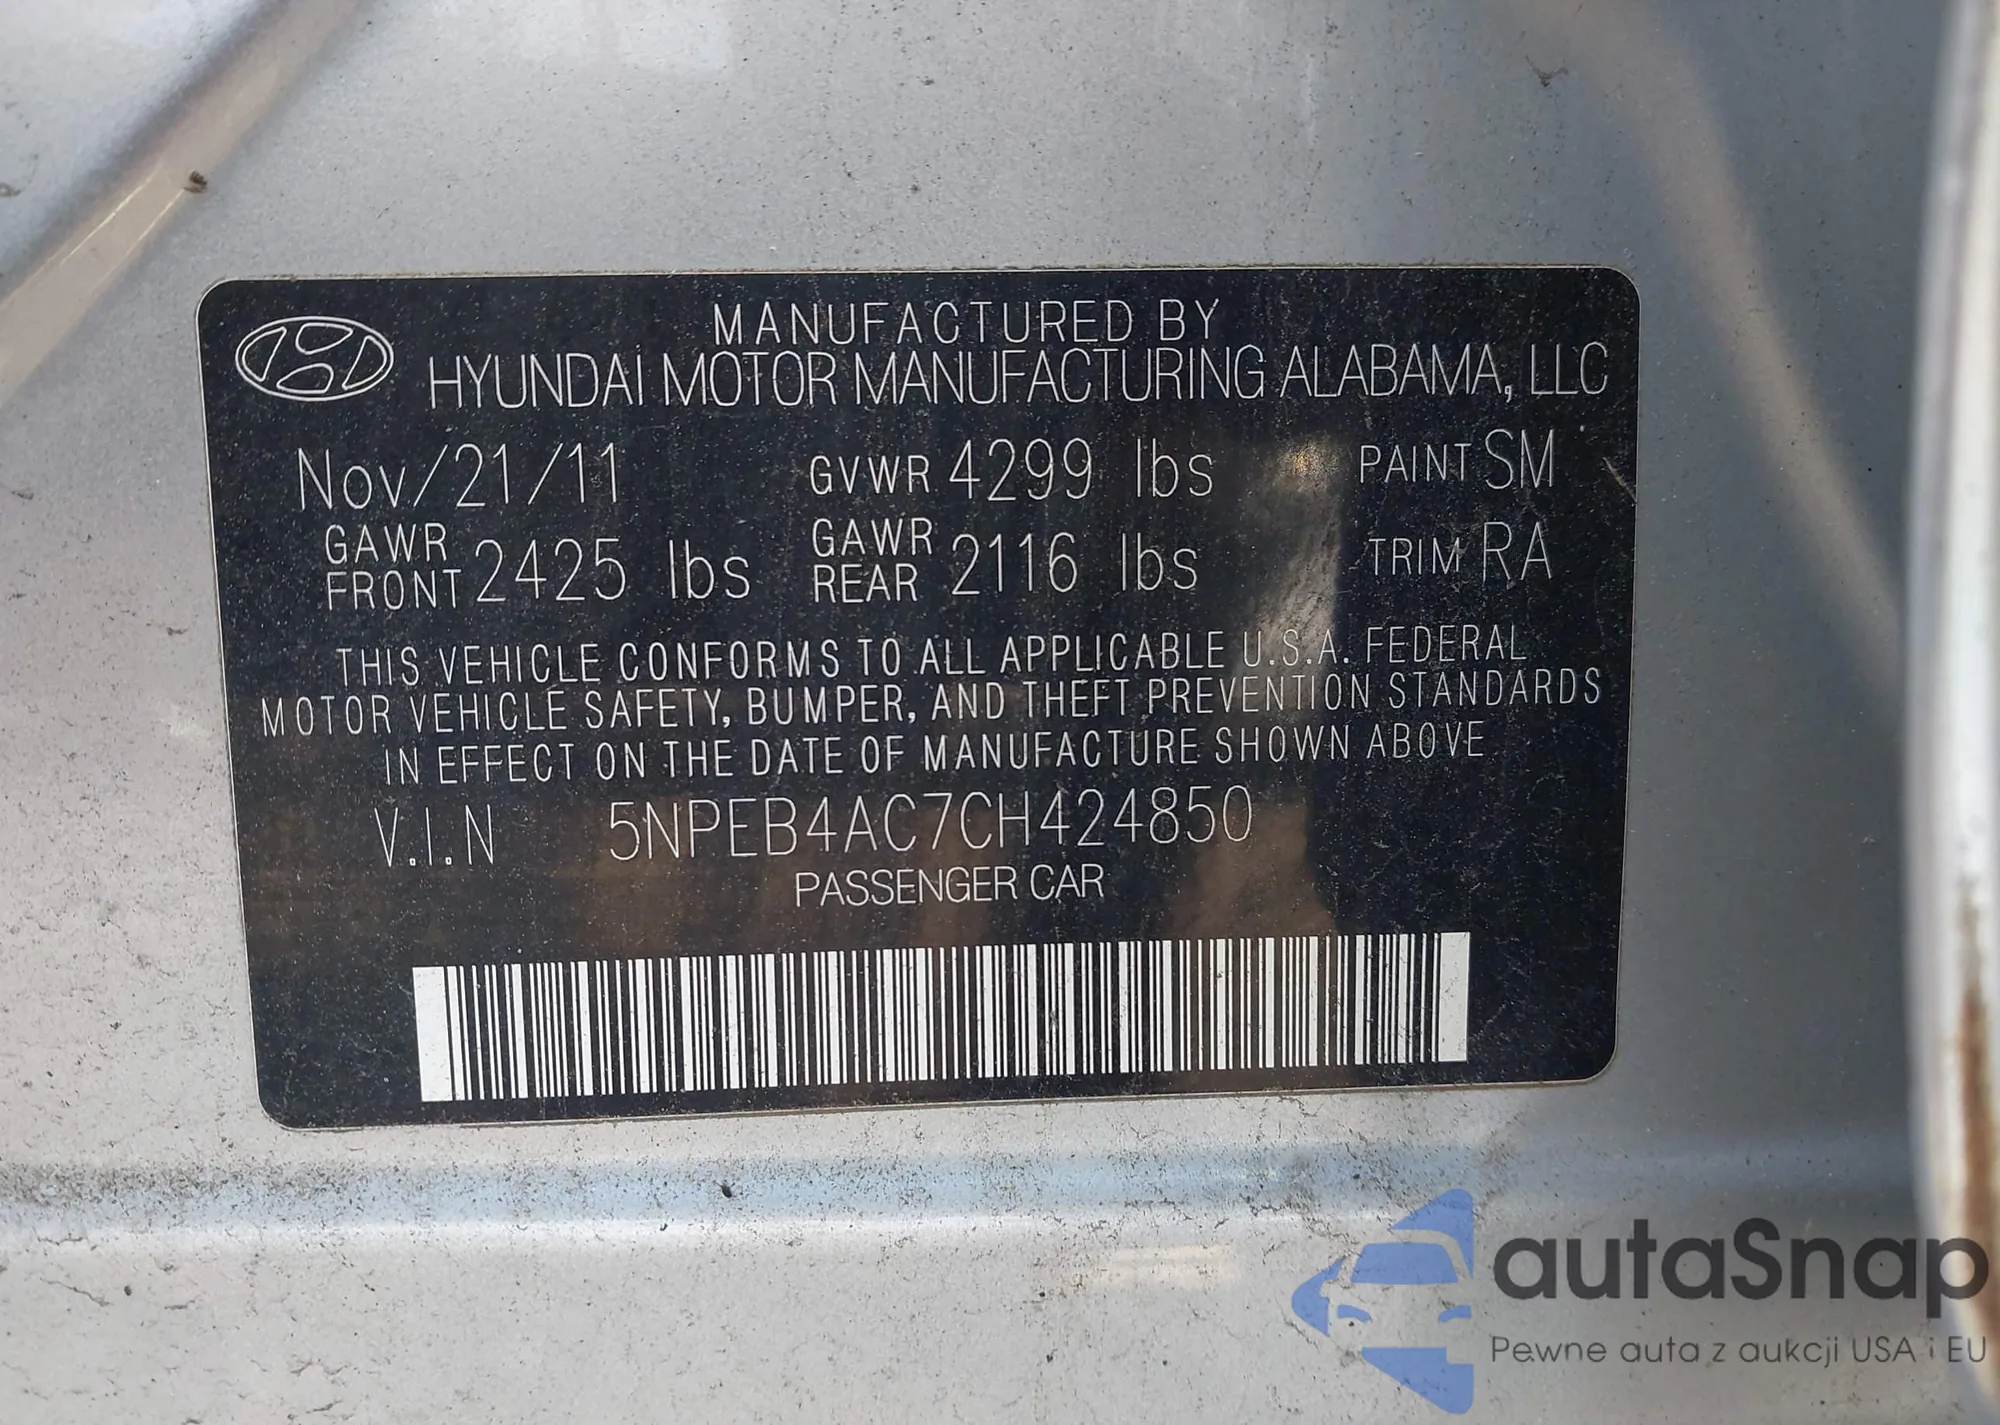 MANUFACTURED BY
HYUNDAI MOTOR MANUFACTURING ALABAMA, LLC
Nov/21/11 GVWR 4299 lbs PAINT SM
GAWR FRONT 2425 lbs GAWR REAR 2116 lbs TRIM RA
THIS VEHICLE CONFORMS TO ALL APPLICABLE U.S.A. FEDERAL
MOTOR VEHICLE SAFETY, BUMPER, AND THEFT PREVENTION STANDARDS
IN EFFECT ON THE DATE OF MANUFACTURE SHOWN ABOVE
V.I.N 5NPEB4AC7CH424850
PASSENGER CAR
autaSnap
Pewne auta z aukcji USA i EU